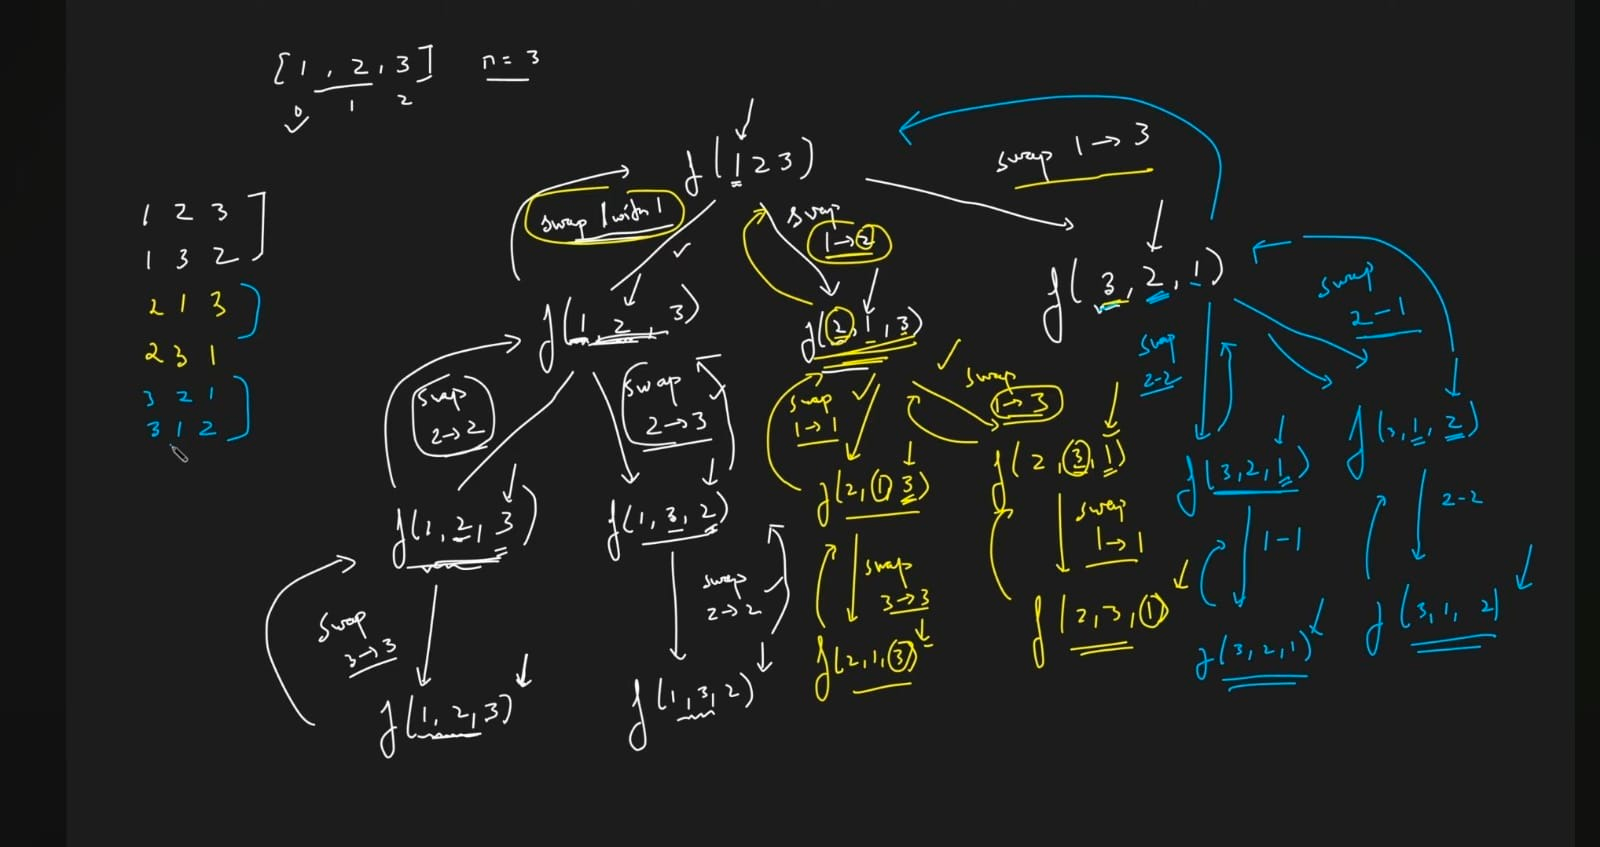 [1, 2, 3] n = 3
0 1 2
1 2 3
1 3 2
2 1 3
2 3 1
3 2 1
3 1 2
f(1 2 3)
swap 1 with 1
swap
1→2
swap 1→3
f(1, 2, 3)
f(2, 1, 3)
f(3, 2, 1)
swap
2→2
swap
2→3
swap
1→1
swap
1→3
swap
2-2
swap
2-1
f(1, 2, 3)
f(1, 3, 2)
f(2, 1 3)
f(2, 3, 1)
f(3, 2, 1)
f(3, 1, 2)
swap
3→3
swap
2→2
swap
3→3
swap
1→1
1-1
2-2
f(1, 2, 3)
f(1, 3, 2)
f(2, 1, 3)
f(2, 3, 1)
f(3, 2, 1)
f(3, 1, 2)